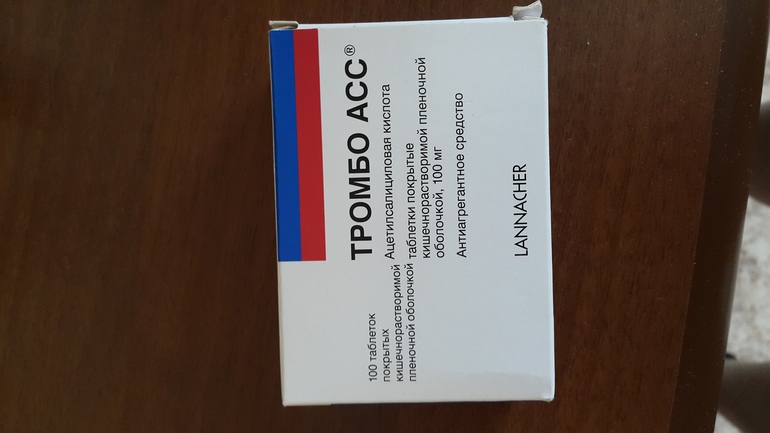 ТРОМБО АСС®
Ацетилсалициловая кислота
таблетки покрытые
кишечнорастворимой пленочной
оболочкой, 100 мг
Антиагрегантное средство
LANNACHER
100 таблеток
покрытых
кишечнорастворимой
пленочной оболочкой